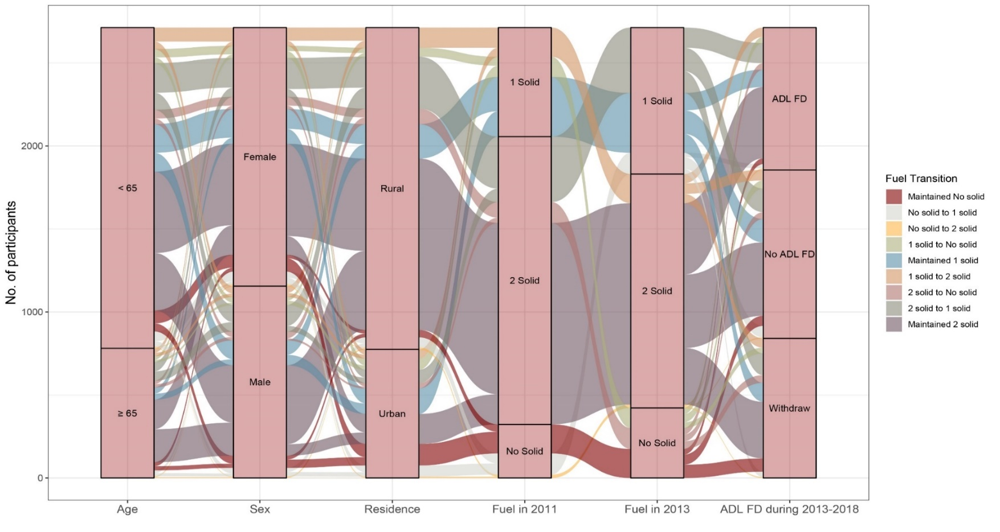 No. of participants
2000
1000
0
< 65
≥ 65
Female
Male
Rural
Urban
1 Solid
2 Solid
No Solid
1 Solid
2 Solid
No Solid
ADL FD
No ADL FD
Withdraw
Age
Sex
Residence
Fuel in 2011
Fuel in 2013
ADL FD during 2013-2018
Fuel Transition
Maintained No solid
No solid to 1 solid
No solid to 2 solid
1 solid to No solid
Maintained 1 solid
1 solid to 2 solid
2 solid to No solid
2 solid to 1 solid
Maintained 2 solid